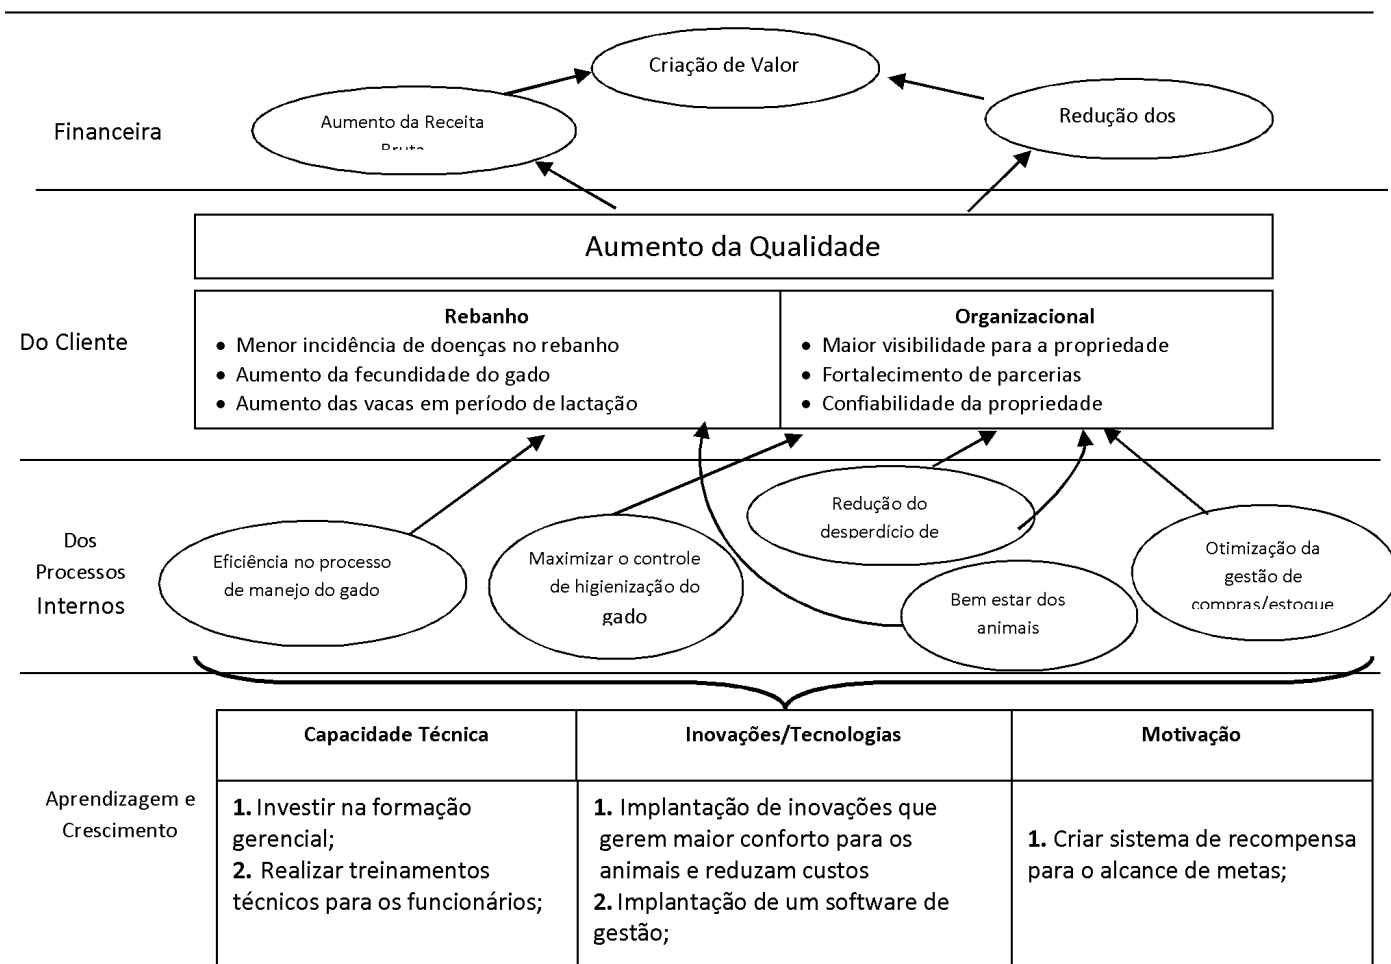 Criação de Valor
Financeira
Aumento da Receita
Bruta
Redução dos
Aumento da Qualidade
Do Cliente
Rebanho
• Menor incidência de doenças no rebanho
• Aumento da fecundidade do gado
• Aumento das vacas em período de lactação
Organizacional
• Maior visibilidade para a propriedade
• Fortalecimento de parcerias
• Confiabilidade da propriedade
Dos
Processos
Internos
Eficiência no processo
de manejo do gado
Maximizar o controle
de higienização do
gado
Redução do
desperdício de
Bem estar dos
animais
Otimização da
gestão de
compras/estoque
Aprendizagem e
Crescimento
Capacidade Técnica
1. Investir na formação
gerencial;
2. Realizar treinamentos
técnicos para os funcionários;
Inovações/Tecnologias
1. Implantação de inovações que
gerem maior conforto para os
animais e reduzam custos
2. Implantação de um software de
gestão;
Motivação
1. Criar sistema de recompensa
para o alcance de metas;